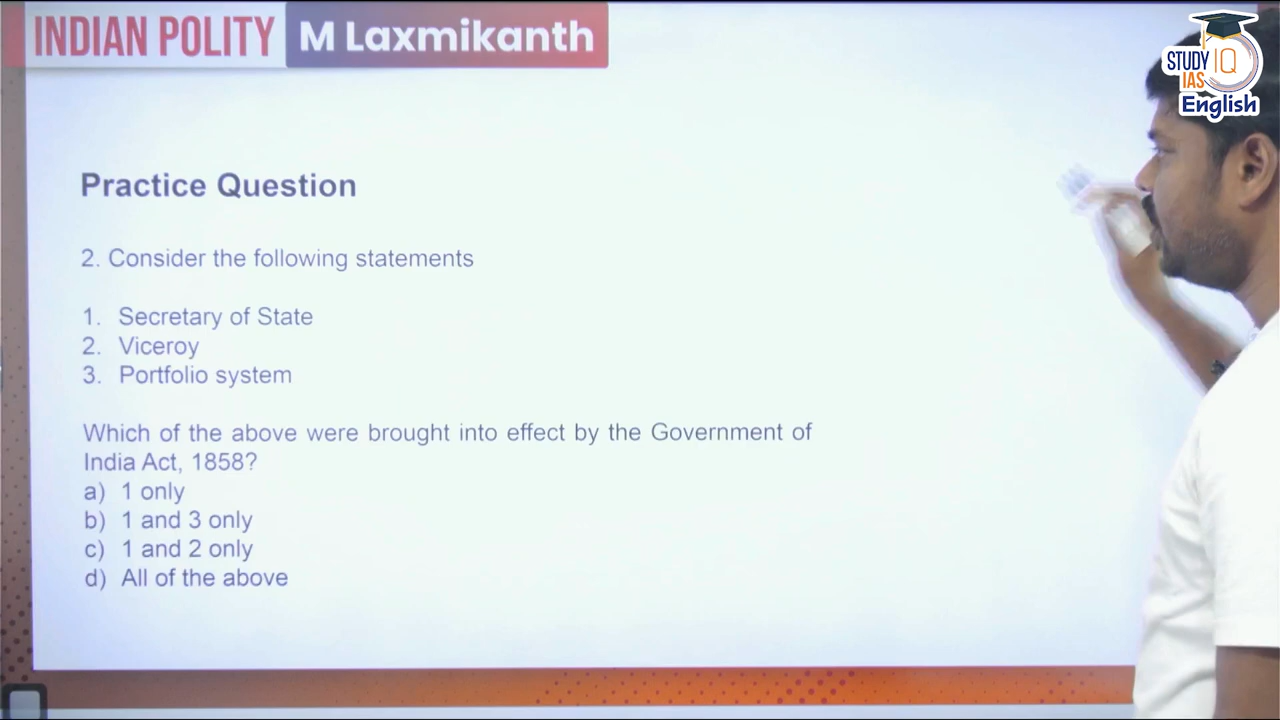 INDIAN POLITY M Laxmikanth
STUDY IQ
IAS
English
Practice Question
2. Consider the following statements
1. Secretary of State
2. Viceroy
3. Portfolio system
Which of the above were brought into effect by the Government of
India Act, 1858?
a) 1 only
b) 1 and 3 only
c) 1 and 2 only
d) All of the above